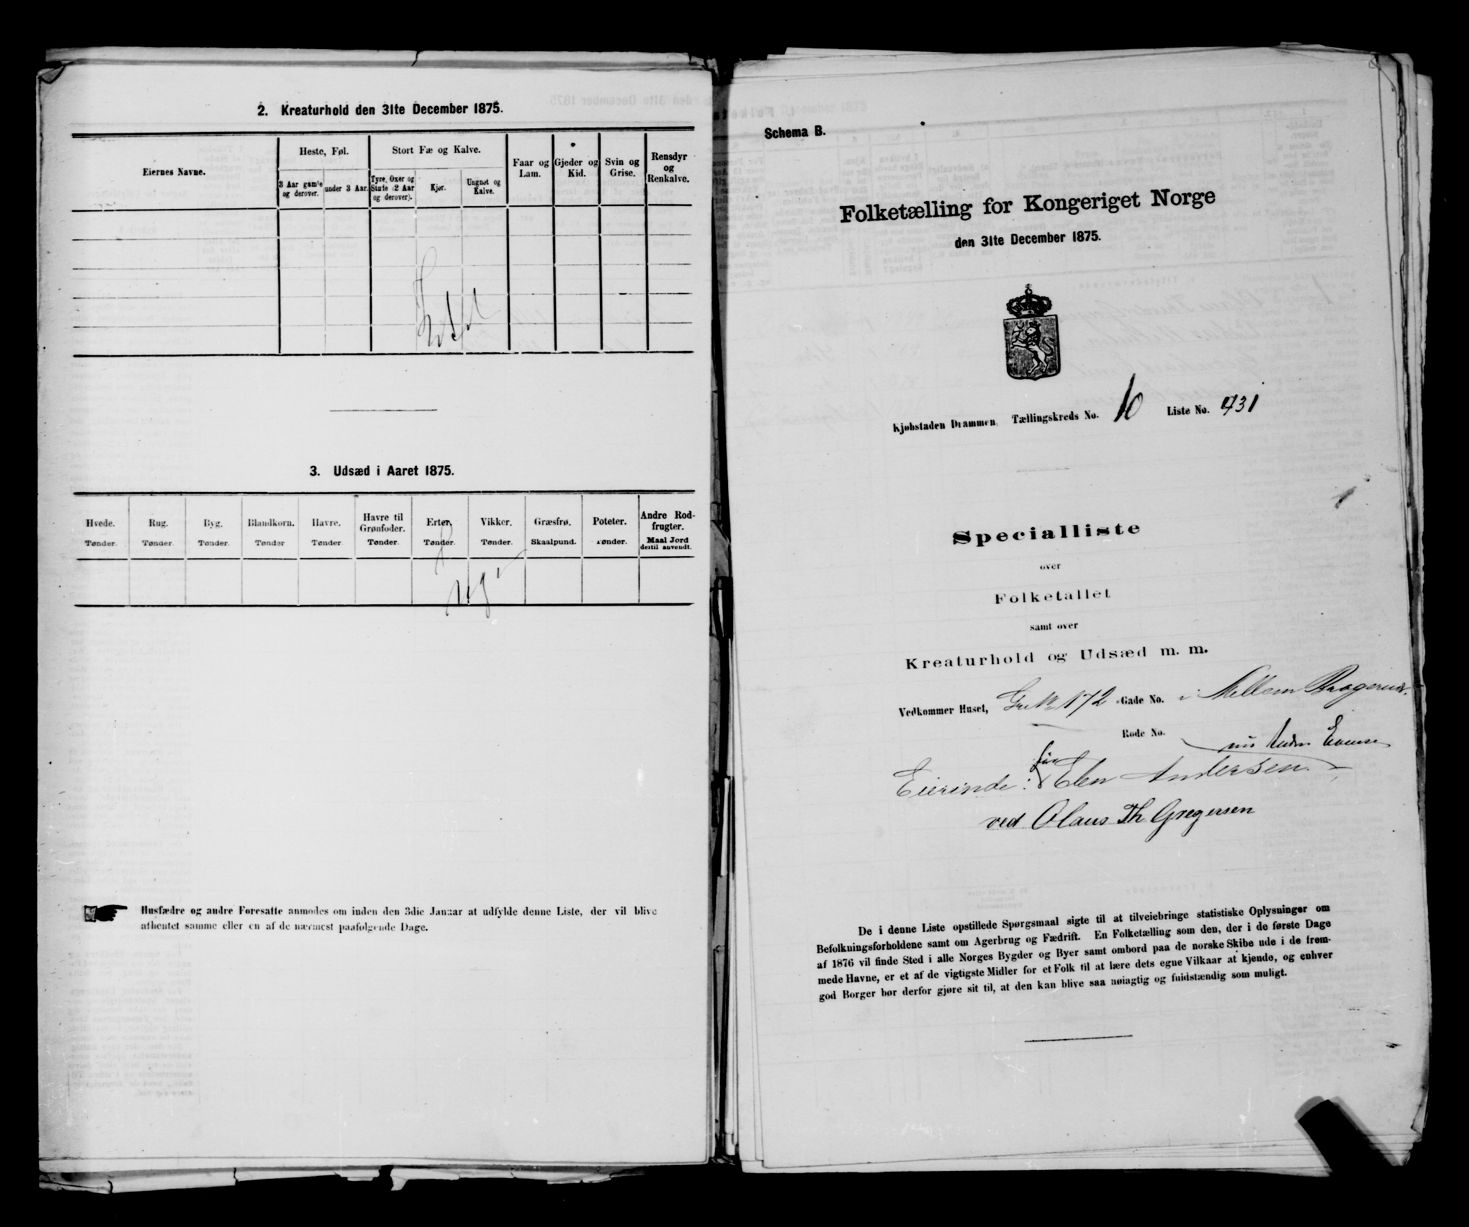 2. Kreaturhold den 31te December 1875.
Eiernes Navne.
Heste, Føl.
3 Aar gamle og derover.
under 3 Aar.
Stort Fæ og Kalve.
Tyre, Oxer og Stute (2 Aar og derover).
Kjør.
Ungnet og Kalve.
Faar og Lam.
Gjeder og Kid.
Svin og Grise.
Rensdyr og Renkalve.
3. Udsæd i Aaret 1875.
Hvede. Rug. Byg. Blandkorn. Havre. Havre til Grønfoder. Erter. Vikker. Græsfrø. Poteter. Andre Rodfrugter.
Tønder. Tønder. Tønder. Tønder Tønder. Tønder. Tønder. Tønder. Skaalpund. Tønder. Maal Jord dertil anvendt.
Husfædre og andre Foresatte anmodes om inden den 3die Januar at udfylde denne Liste, der vil blive
afhentet samme eller en af de nærmest paafølgende Dage.
Schema B.
Folketælling for Kongeriget Norge
den 31te December 1875.
Kjøbstaden Drammen. Tællingskreds No. 10 Liste No. 431
Specialliste
over
Folketallet
samt over
Kreaturhold og Udsæd m. m.
Vedkommer Huset, 172 Gade No. i Mellem
Rode No.
Eierinde: Andersen
ved Olaus Th Gregersen
De i denne Liste opstillede Spørgsmaal sigte til at tilveiebringe statistiske Oplysninger om
Befolkningsforholdene samt om Agerbrug og Fædrift. En Folketælling som den, der i de første Dage
af 1876 vil finde Sted i alle Norges Bygder og Byer samt ombord paa de norske Skibe ude i de frem-
mede Havne, er et af de vigtigste Midler for et Folk til at lære dets egne Vilkaar at kjende, og enhver
god Borger bør derfor gjøre sit til, at den kan blive saa nøiagtig og fuldstændig som muligt.